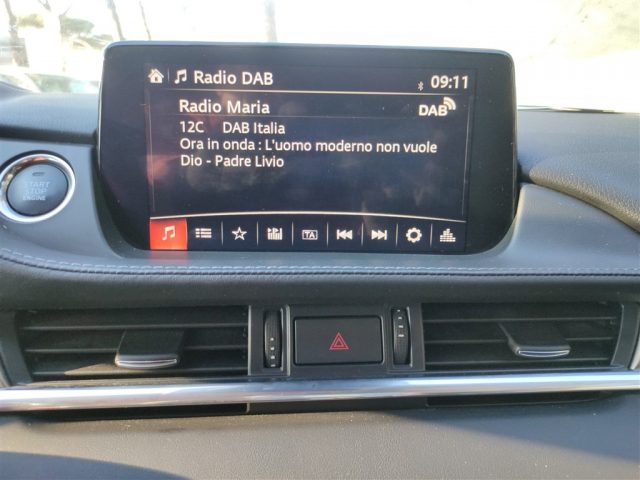 Radio DAB
09:11
Radio Maria
DAB
12C DAB Italia
Ora in onda : L'uomo moderno non vuole
Dio - Padre Livio
TA
START
STOP
ENGINE